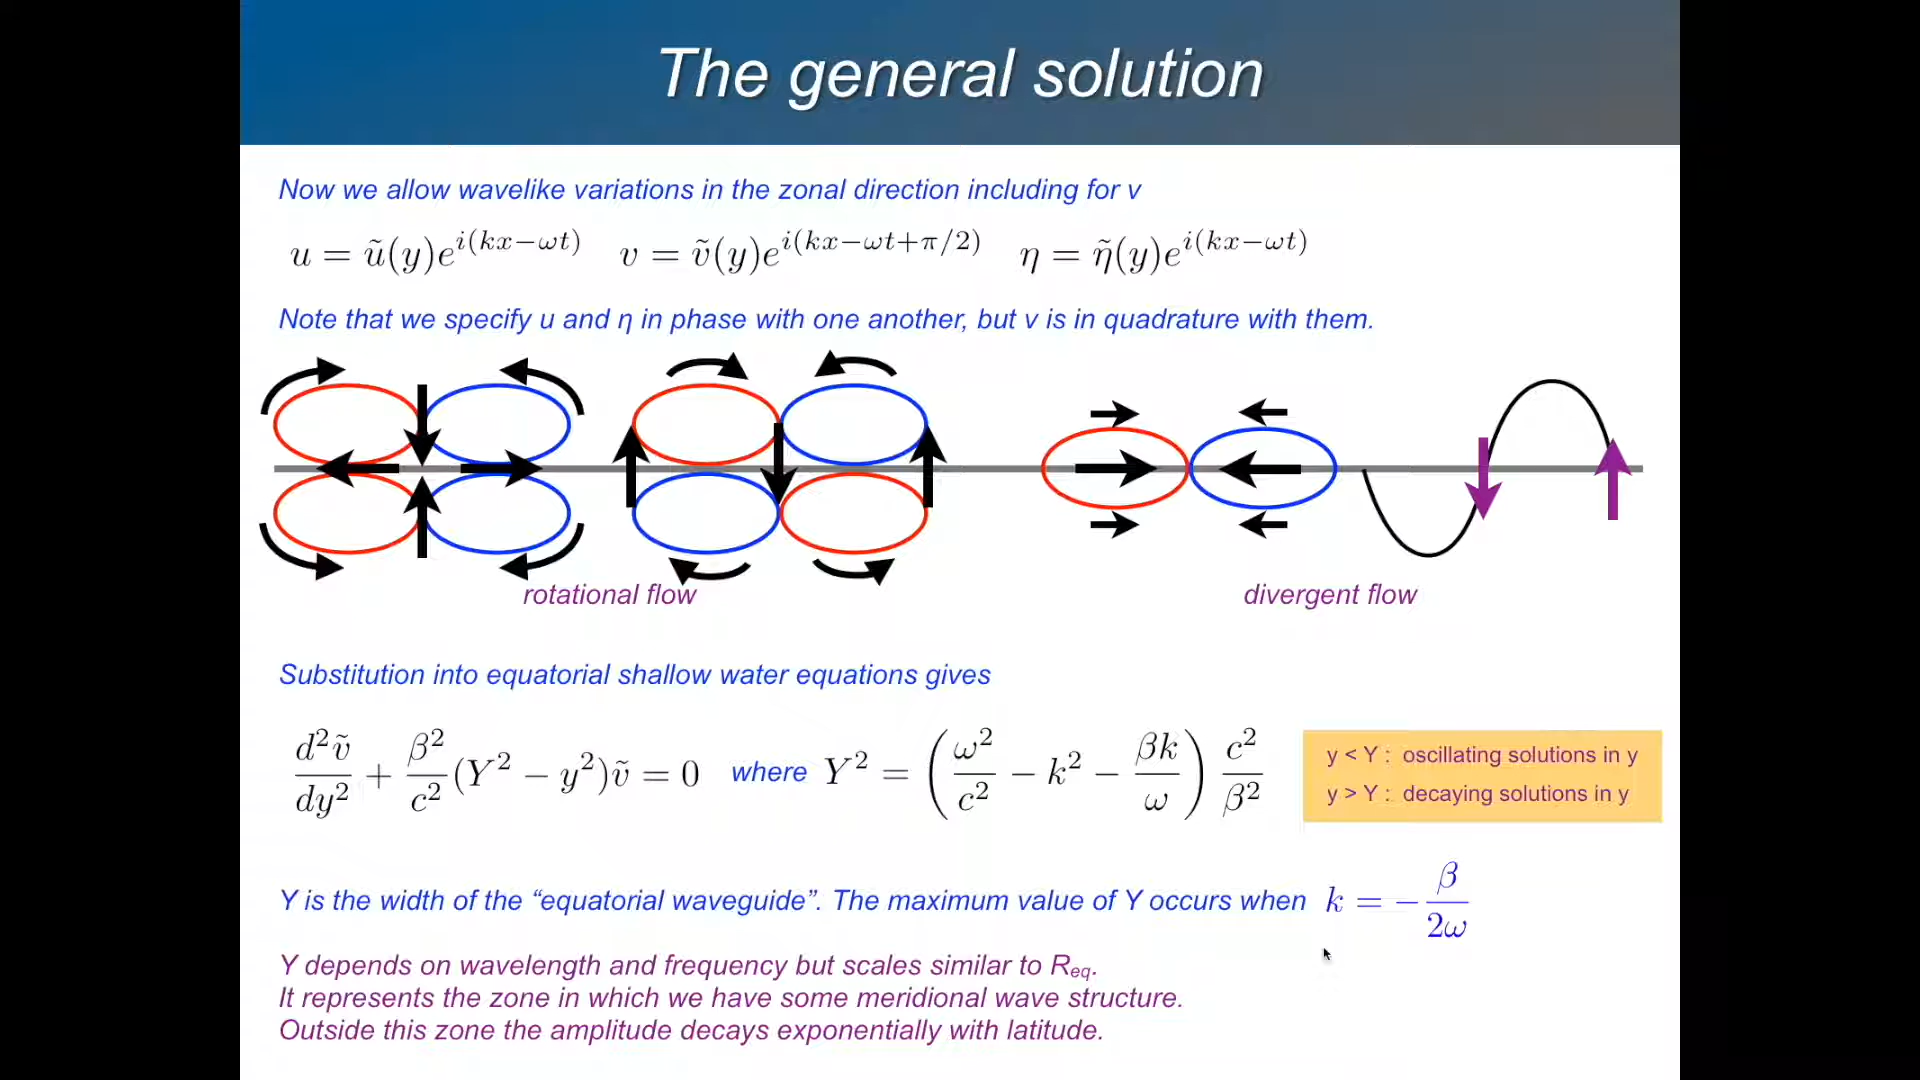 The general solution
Now we allow wavelike variations in the zonal direction including for v
u = ũ(y)e^{i(kx−ωt)} v = ṽ(y)e^{i(kx−ωt+π/2)} η = η̃(y)e^{i(kx−ωt)}
Note that we specify u and η in phase with one another, but v is in quadrature with them.
rotational flow divergent flow
Substitution into equatorial shallow water equations gives
d²ṽ/dy² + β²/c² (Y² − y²)ṽ = 0 where Y² = (ω²/c² − k² − βk/ω) c²/β²
y < Y : oscillating solutions in y
y > Y : decaying solutions in y
Y is the width of the “equatorial waveguide”. The maximum value of Y occurs when k = − β/2ω
Y depends on wavelength and frequency but scales similar to R_eq.
It represents the zone in which we have some meridional wave structure.
Outside this zone the amplitude decays exponentially with latitude.